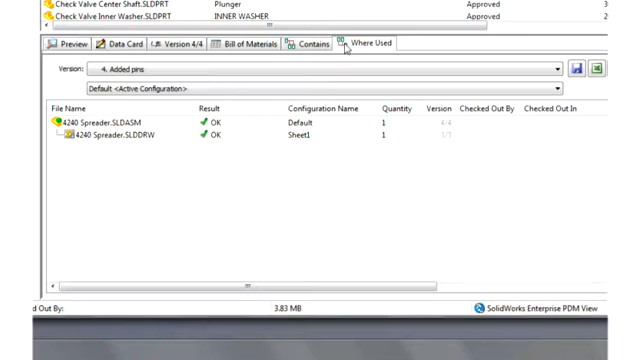 Check Valve Center Shaft.SLDPRT Plunger Approved 3
Check Valve Inner Washer.SLDPRT INNER WASHER Approved
Preview Data Card Version 4/4 Bill of Materials Contains Where Used
Version: 4. Added pins
Default <Active Configuration>
File Name Result Configuration Name Quantity Version Checked Out By Checked Out In
4240 Spreader.SLDASM OK Default 1 4/4
4240 Spreader.SLDDRW OK Sheet1 1 1/3
d Out By: 3.83 MB SolidWorks Enterprise PDM View